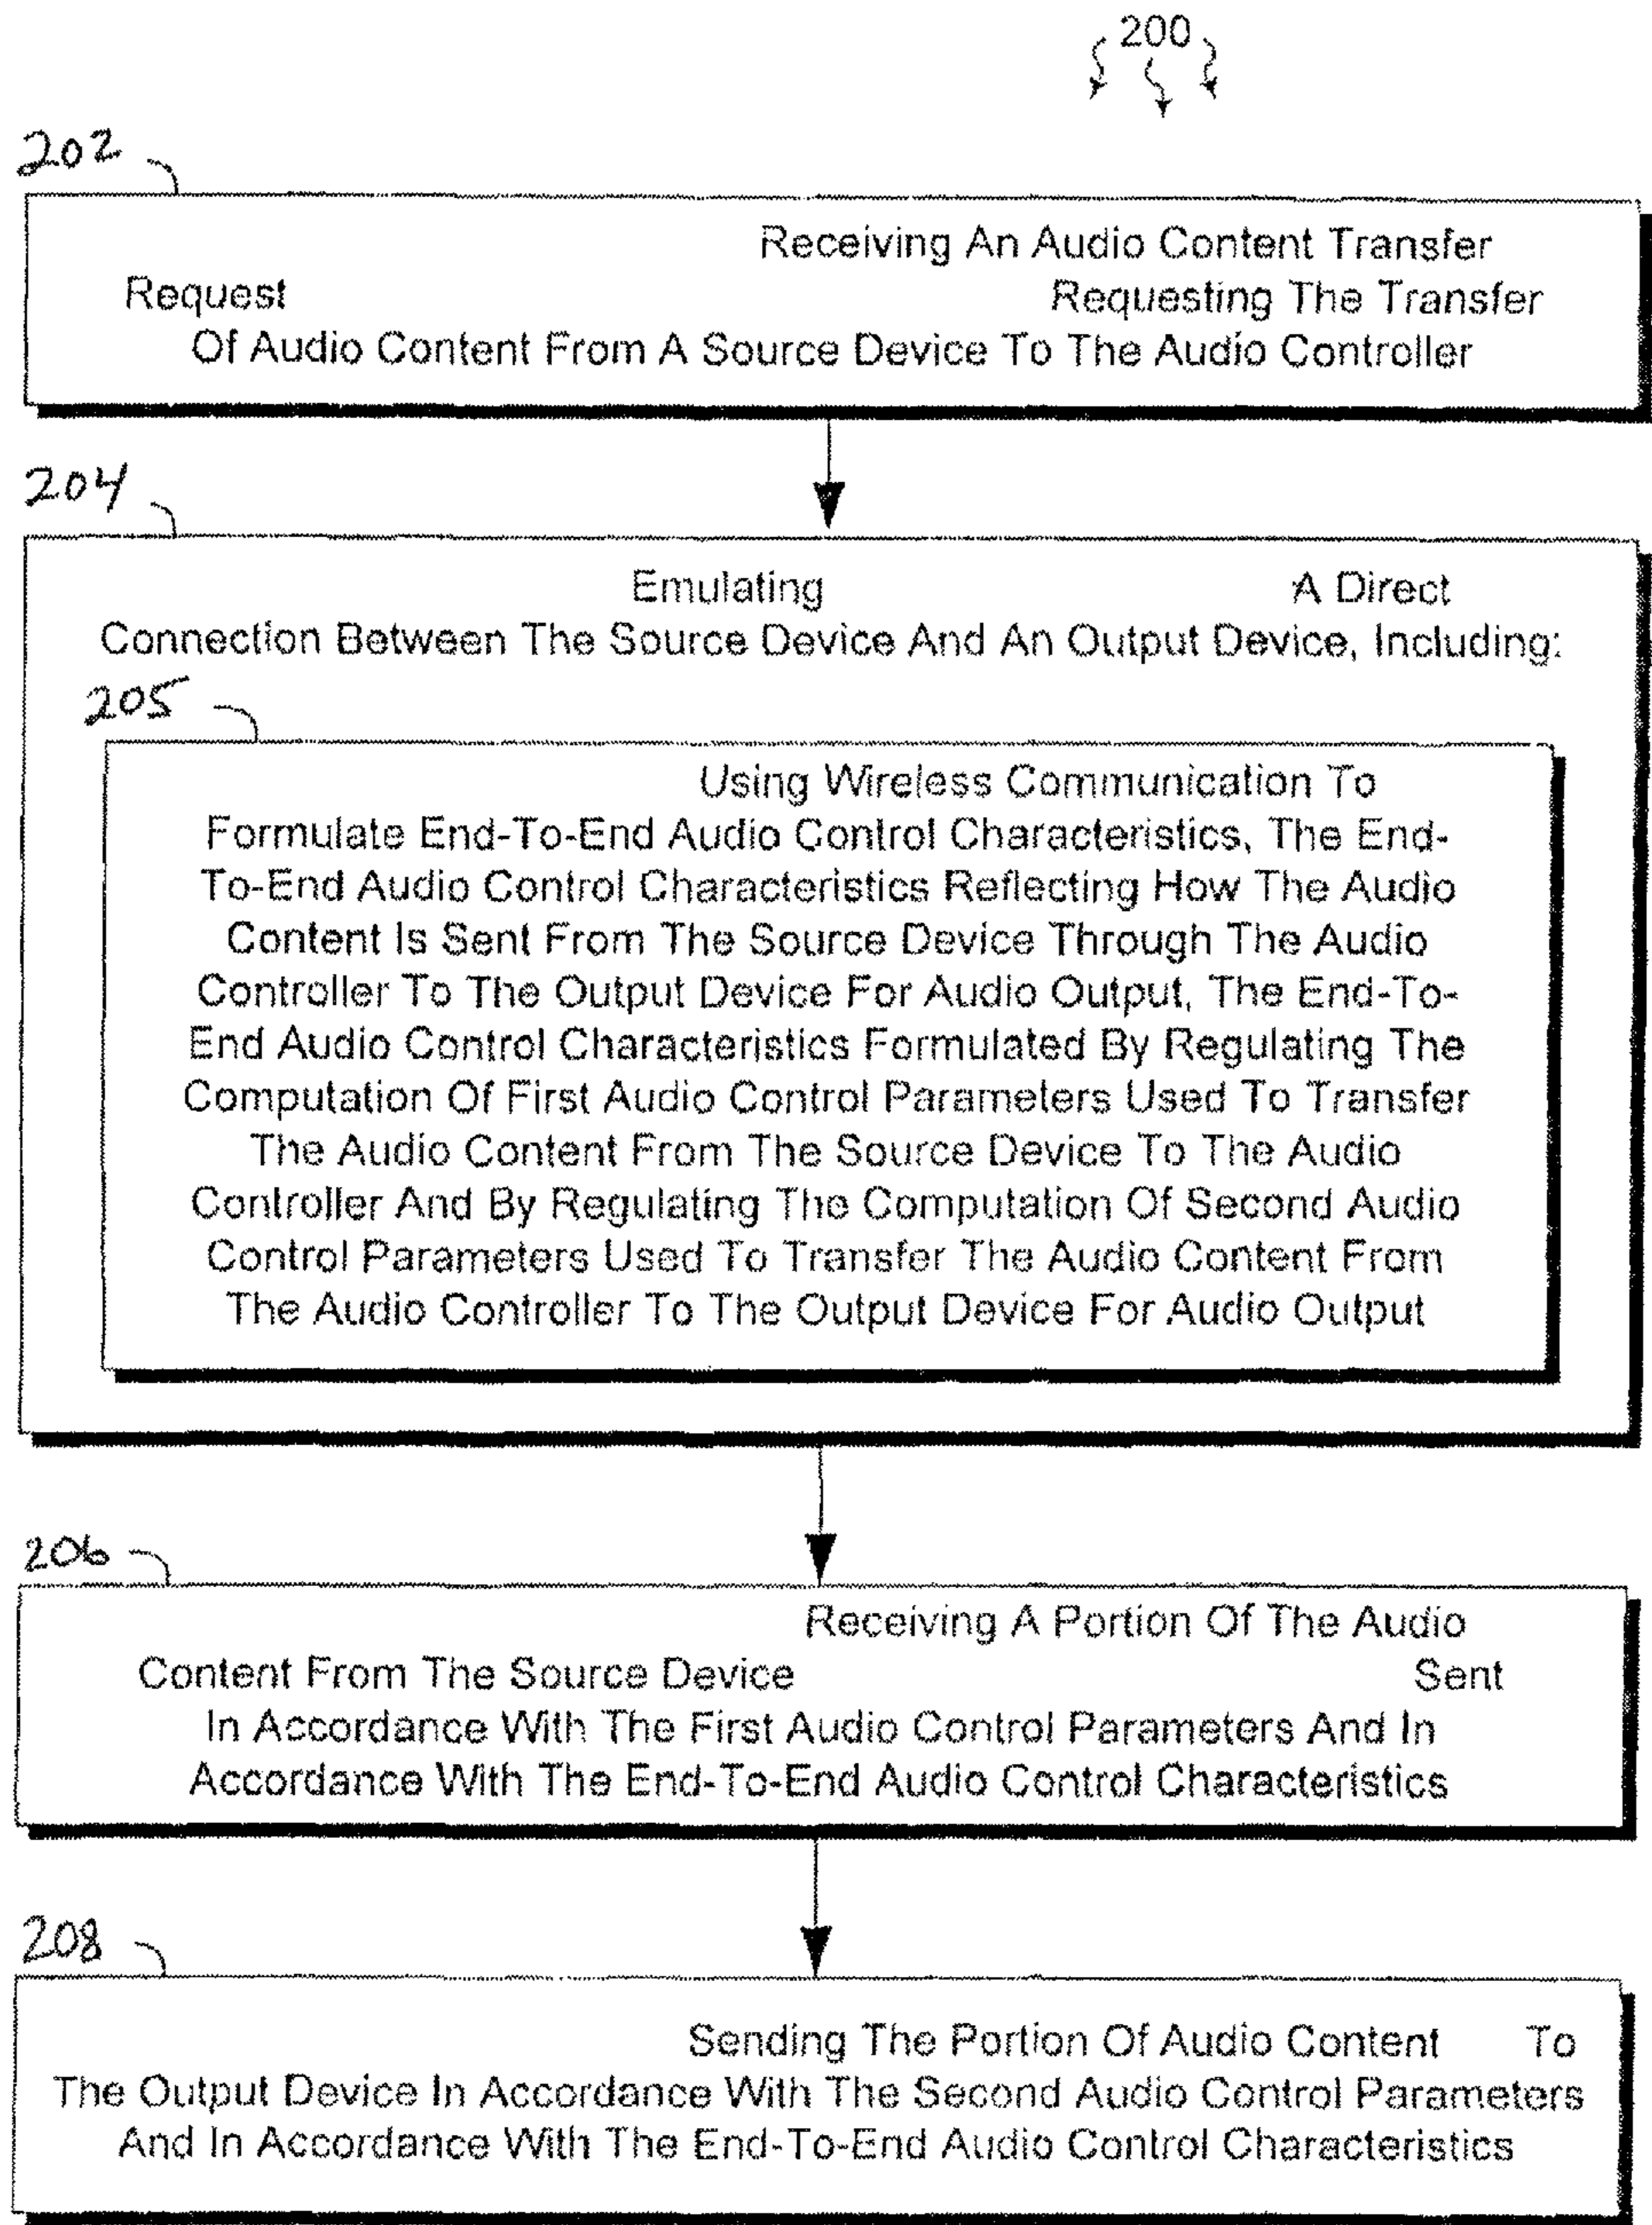 200
202
Receiving An Audio Content Transfer
Request Requesting The Transfer
Of Audio Content From A Source Device To The Audio Controller
204
Emulating A Direct
Connection Between The Source Device And An Output Device, Including:
205
Using Wireless Communication To
Formulate End-To-End Audio Control Characteristics, The End-
To-End Audio Control Characteristics Reflecting How The Audio
Content Is Sent From The Source Device Through The Audio
Controller To The Output Device For Audio Output, The End-To-
End Audio Control Characteristics Formulated By Regulating The
Computation Of First Audio Control Parameters Used To Transfer
The Audio Content From The Source Device To The Audio
Controller And By Regulating The Computation Of Second Audio
Control Parameters Used To Transfer The Audio Content From
The Audio Controller To The Output Device For Audio Output
206
Receiving A Portion Of The Audio
Content From The Source Device Sent
In Accordance With The First Audio Control Parameters And In
Accordance With The End-To-End Audio Control Characteristics
208
Sending The Portion Of Audio Content To
The Output Device In Accordance With The Second Audio Control Parameters
And In Accordance With The End-To-End Audio Control Characteristics